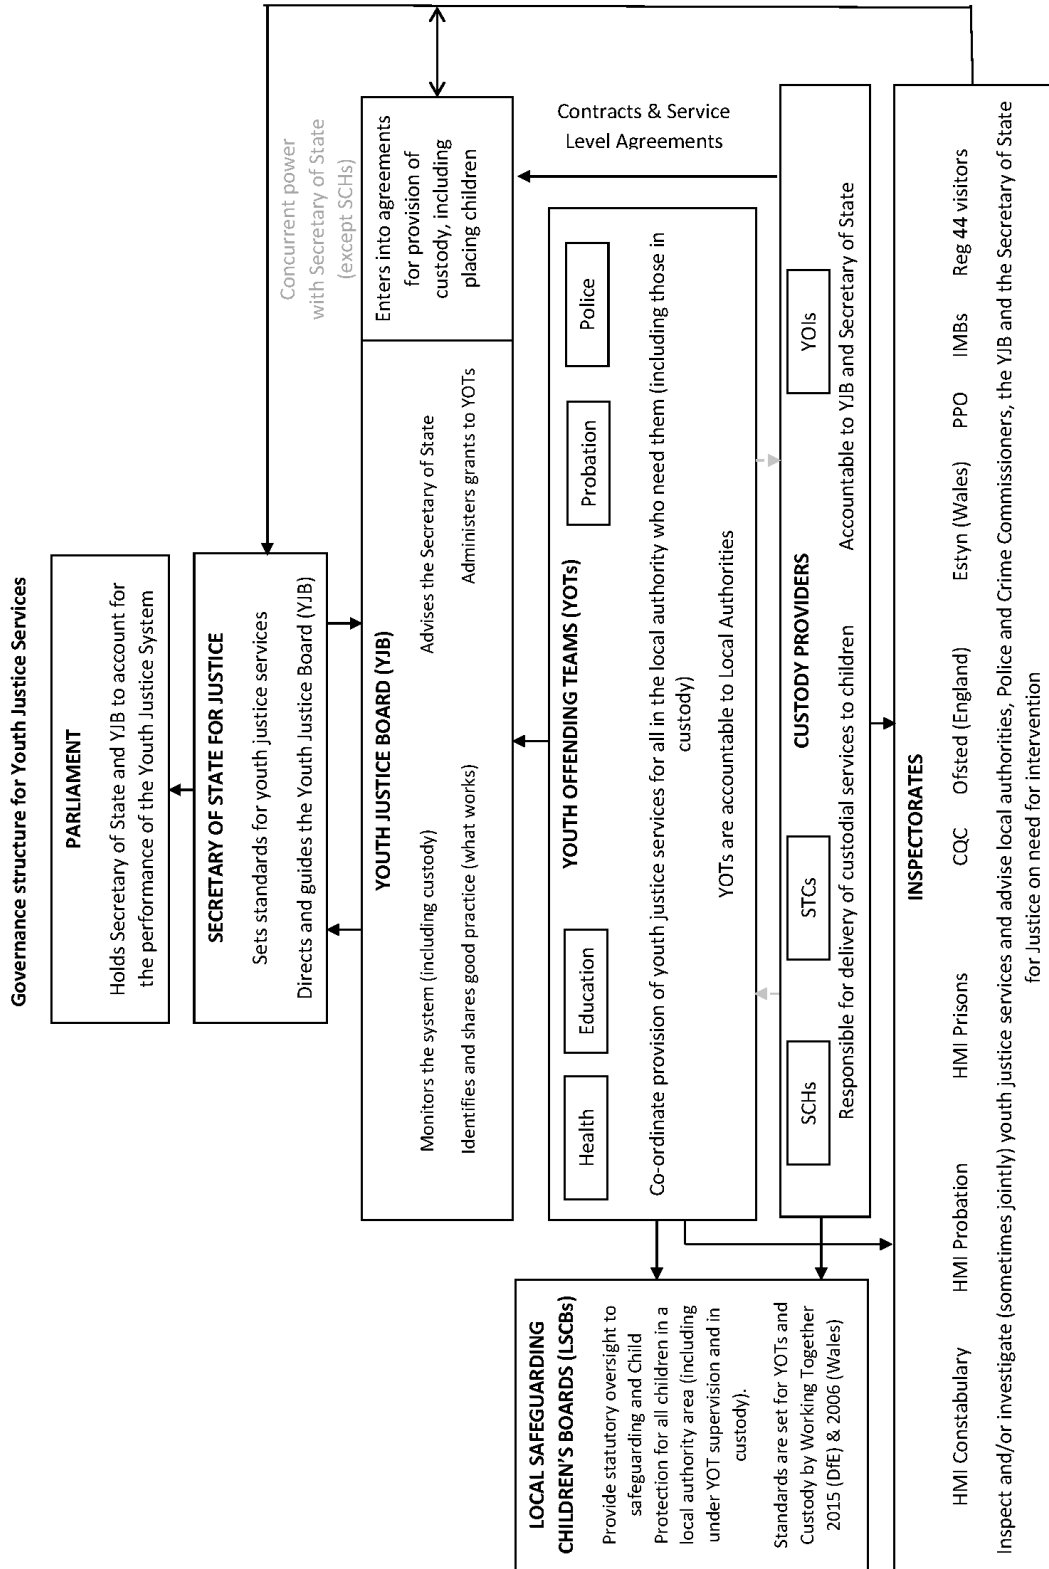 Governance structure for Youth Justice Services
PARLIAMENT
Holds Secretary of State and YJB to account for
the performance of the Youth Justice System
SECRETARY OF STATE FOR JUSTICE
Sets standards for youth justice services
Directs and guides the Youth Justice Board (YJB)
Concurrent power
with Secretary of State
(except SCHs)
YOUTH JUSTICE BOARD (YJB)
Monitors the system (including custody)
Advises the Secretary of State
Identifies and shares good practice (what works)
Administers grants to YOTs
Enters into agreements
for provision of
custody, including
placing children
Contracts & Service
Level Agreements
YOUTH OFFENDING TEAMS (YOTs)
Health
Education
Probation
Police
Co-ordinate provision of youth justice services for all in the local authority who need them (including those in
custody)
YOTs are accountable to Local Authorities
LOCAL SAFEGUARDING
CHILDREN'S BOARDS (LSCBs)
Provide statutory oversight to
safeguarding and Child
Protection for all children in a
local authority area (including
under YOT supervision and in
custody).
Standards are set for YOTs and
Custody by Working Together
2015 (DfE) & 2006 (Wales)
CUSTODY PROVIDERS
SCHs
STCs
YOIs
Responsible for delivery of custodial services to children
Accountable to YJB and Secretary of State
INSPECTORATES
HMI Constabulary
HMI Probation
HMI Prisons
CQC
Ofsted (England)
Estyn (Wales)
PPO
IMBs
Reg 44 visitors
Inspect and/or investigate (sometimes jointly) youth justice services and advise local authorities, Police and Crime Commissioners, the YJB and the Secretary of State
for Justice on need for intervention